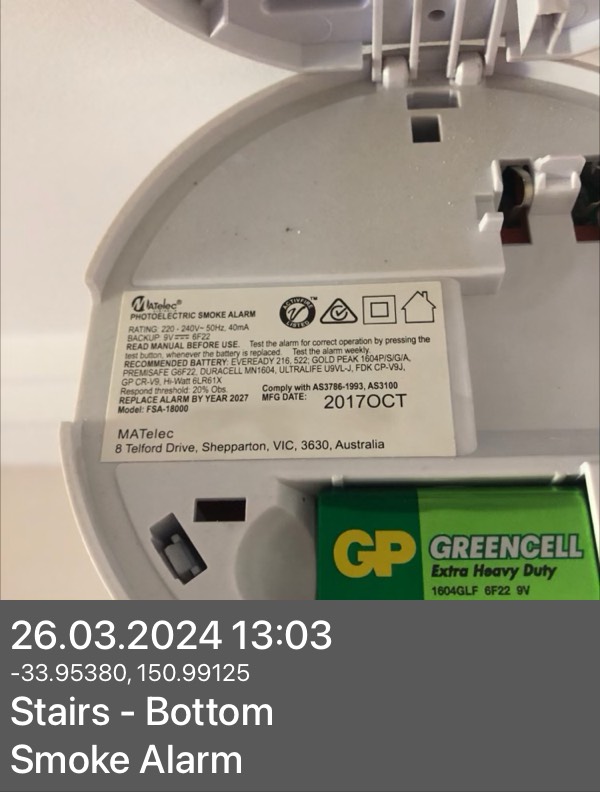 MATelec®
PHOTOELECTRIC SMOKE ALARM
RATING: 220 - 240V~ 50Hz, 40mA
BACKUP: 9V⎓ 6F22
READ MANUAL BEFORE USE. Test the alarm for correct operation by pressing the
test button, whenever the battery is replaced. Test the alarm weekly.
RECOMMENDED BATTERY: EVEREADY 216, 522; GOLD PEAK 1604P/S/G/A,
PREMISAFE G6F22, DURACELL MN1604, ULTRALIFE U9VL-J, FDK CP-V9J,
GP CR-V9, Hi-Watt 6LR61X
Respond threshold: 20% Obs.
Comply with AS3786-1993, AS3100
REPLACE ALARM BY YEAR 2027
MFG DATE: 2017OCT
Model: FSA-18000
ACTIVFIRE™
LISTED
MATelec
8 Telford Drive, Shepparton, VIC, 3630, Australia
GP GREENCELL
Extra Heavy Duty
1604GLF 6F22 9V
26.03.2024 13:03
-33.95380, 150.99125
Stairs - Bottom
Smoke Alarm